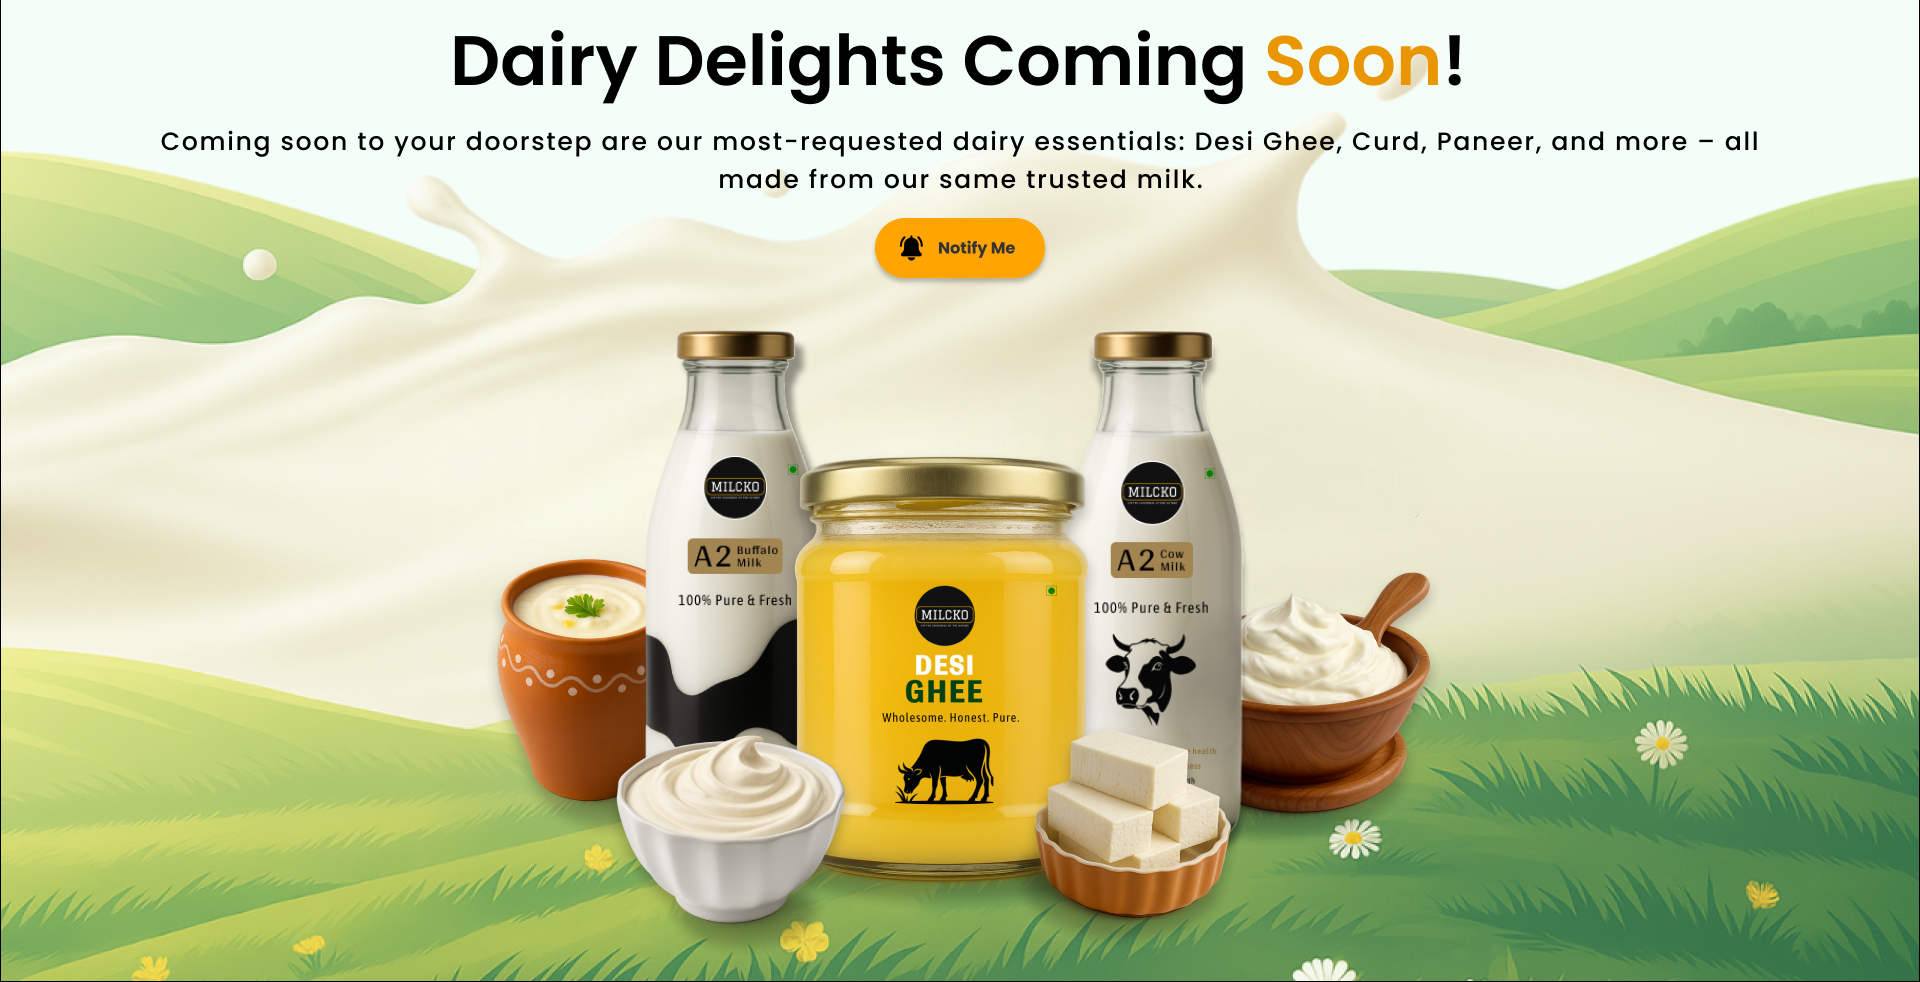 Dairy Delights Coming Soon!
Coming soon to your doorstep are our most-requested dairy essentials: Desi Ghee, Curd, Paneer, and more – all
made from our same trusted milk.
Notify Me
MILCKO
A2 Buffalo
Milk
100% Pure & Fresh
MILCKO
DESI
GHEE
Wholesome. Honest. Pure.
MILCKO
A2 Cow
Milk
100% Pure & Fresh
health